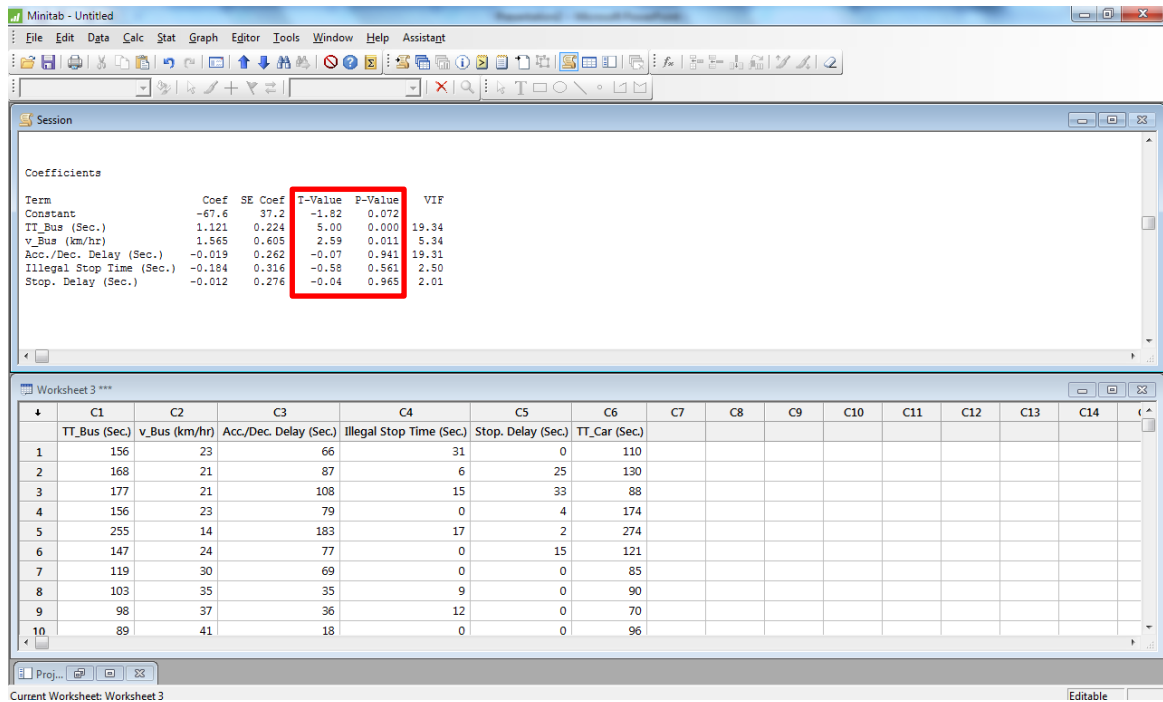 Minitab - Untitled
File Edit Data Calc Stat Graph Editor Tools Window Help Assistant
Session
Coefficients
Term Coef SE Coef T-Value P-Value VIF
Constant -67.6 37.2 -1.82 0.072
TT_Bus (Sec.) 1.121 0.224 5.00 0.000 19.34
v_Bus (km/hr) 1.565 0.605 2.59 0.011 5.34
Acc./Dec. Delay (Sec.) -0.019 0.262 -0.07 0.941 19.31
Illegal Stop Time (Sec.) -0.184 0.316 -0.58 0.561 2.50
Stop. Delay (Sec.) -0.012 0.276 -0.04 0.965 2.01
Worksheet 3 ***
C1 C2 C3 C4 C5 C6 C7 C8 C9 C10 C11 C12 C13 C14
TT_Bus (Sec.) v_Bus (km/hr) Acc./Dec. Delay (Sec.) Illegal Stop Time (Sec.) Stop. Delay (Sec.) TT_Car (Sec.)
1 156 23 66 31 0 110
2 168 21 87 6 25 130
3 177 21 108 15 33 88
4 156 23 79 0 4 174
5 255 14 183 17 2 274
6 147 24 77 0 15 121
7 119 30 69 0 0 85
8 103 35 35 9 0 90
9 98 37 36 12 0 70
10 89 41 18 0 0 96
Proj...
Current Worksheet: Worksheet 3 Editable